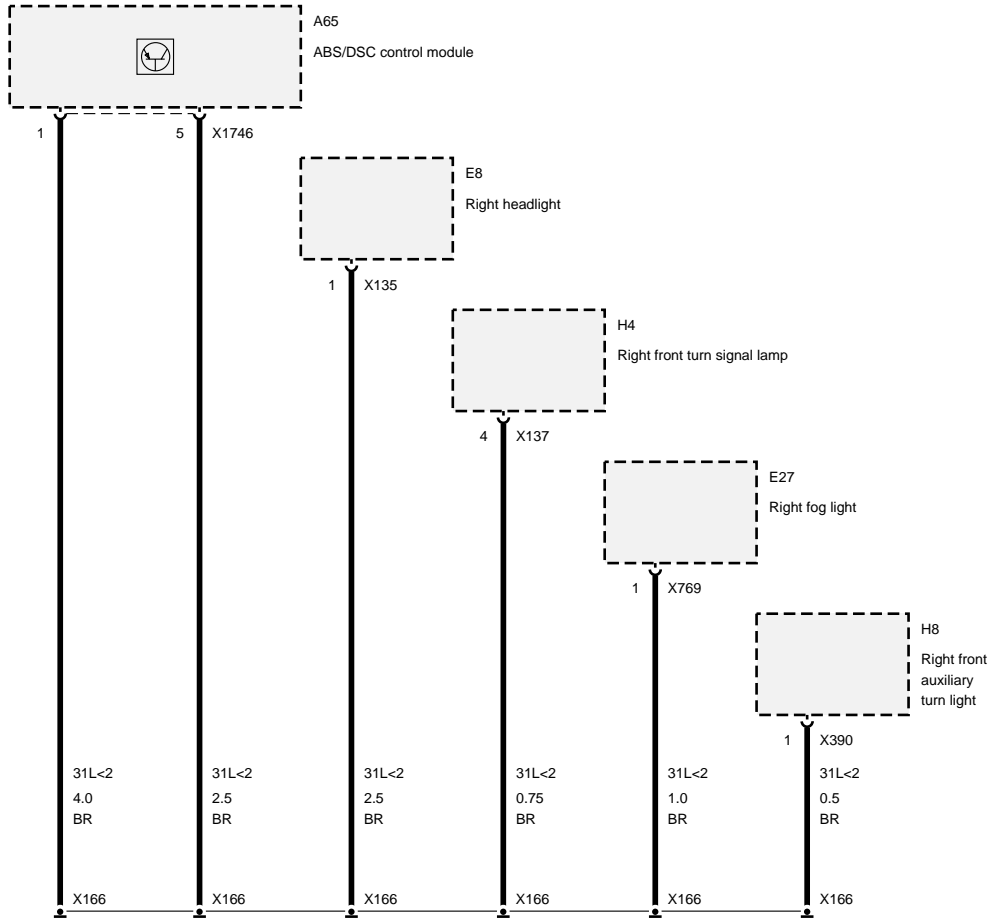 A65
ABS/DSC control module
1
5
X1746
E8
Right headlight
1
X135
H4
Right front turn signal lamp
4
X137
E27
Right fog light
1
X769
H8
Right front
auxiliary
turn light
1
X390
31L<2
31L<2
31L<2
31L<2
31L<2
31L<2
4.0
2.5
2.5
0.75
1.0
0.5
BR
BR
BR
BR
BR
BR
X166
X166
X166
X166
X166
X166